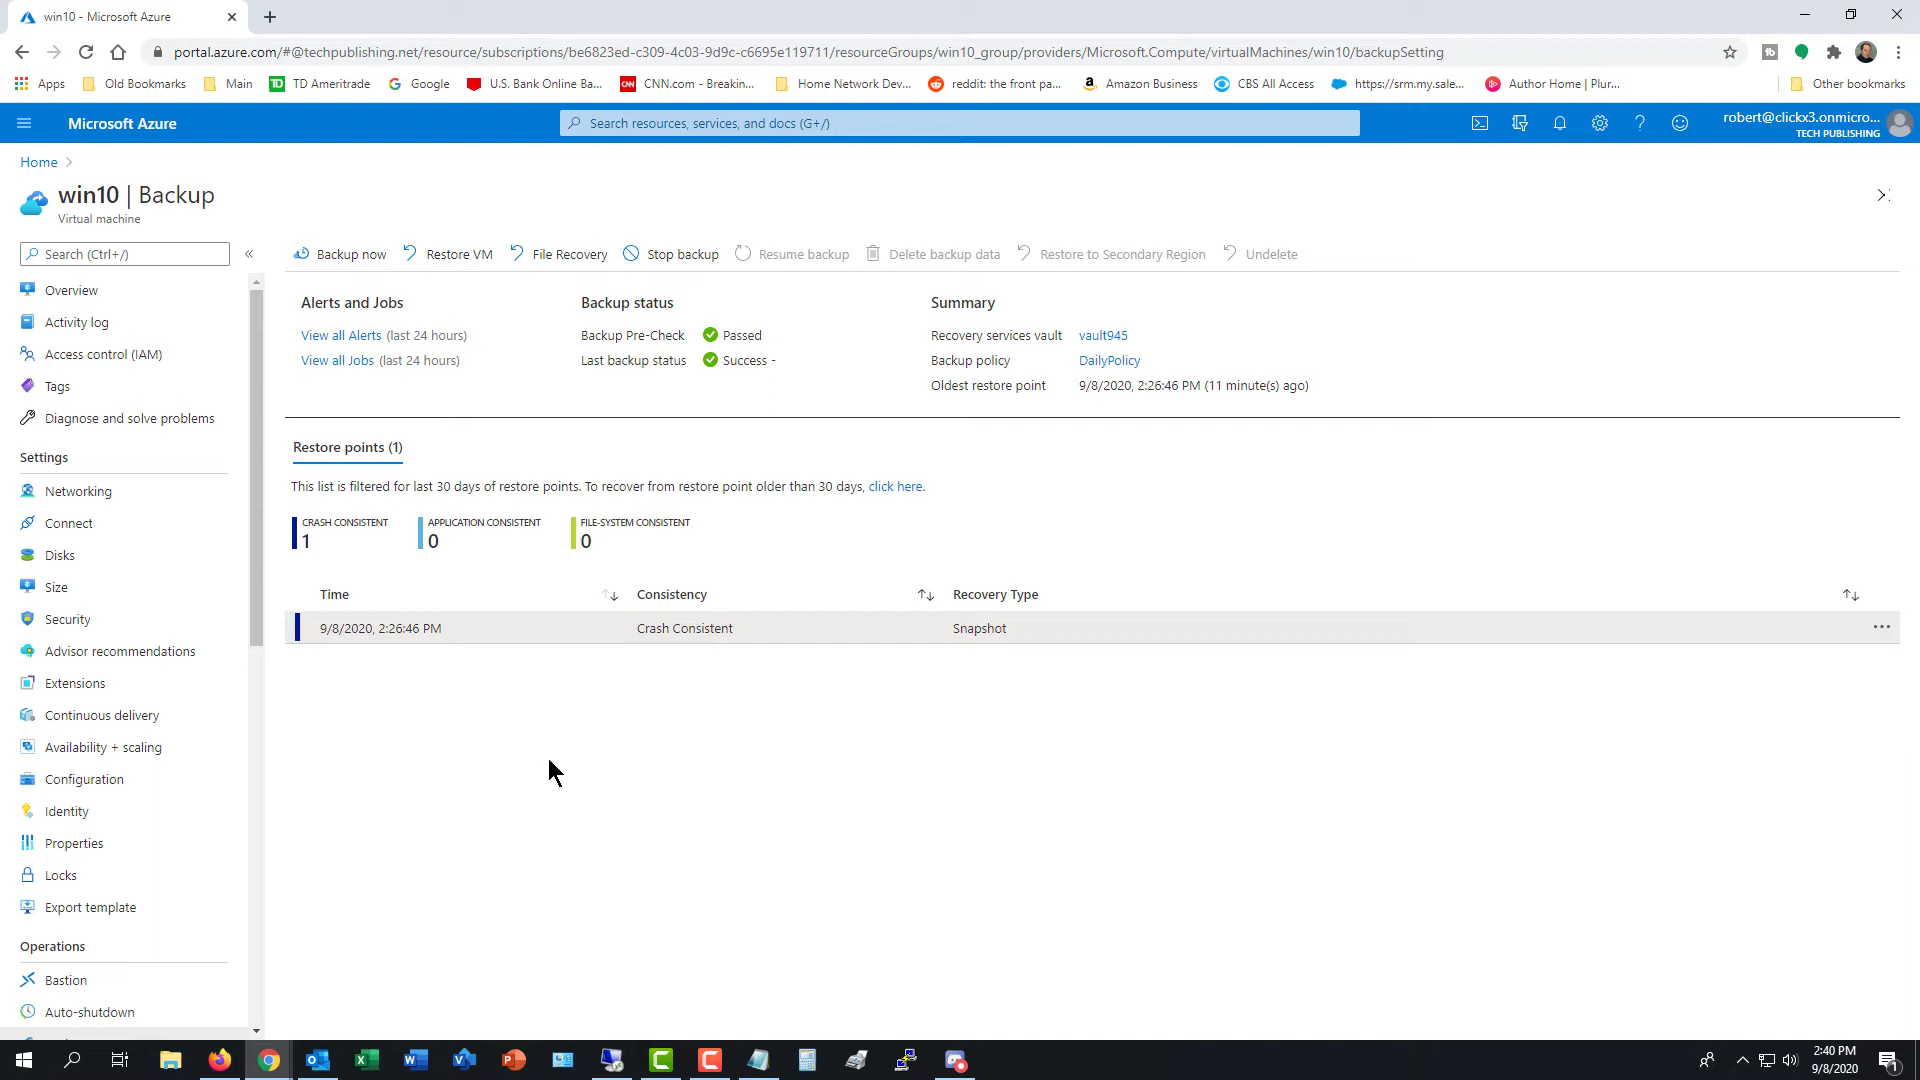 win10 - Microsoft Azure
portal.azure.com/#@techpublishing.net/resource/subscriptions/be6823ed-c309-4c03-9d9c-c6695e119711/resourceGroups/win10_group/providers/Microsoft.Compute/virtualMachines/win10/backupSetting
Apps Old Bookmarks Main TD Ameritrade Google U.S. Bank Online Ba... CNN.com - Breakin... Home Network Dev... reddit: the front pa... Amazon Business CBS All Access https://srm.my.sale... Author Home | Plur... Other bookmarks
Microsoft Azure
Search resources, services, and docs (G+/)
robert@clickx3.onmicro...
TECH PUBLISHING
Home
win10 | Backup
Virtual machine
Search (Ctrl+/)
Overview
Activity log
Access control (IAM)
Tags
Diagnose and solve problems
Settings
Networking
Connect
Disks
Size
Security
Advisor recommendations
Extensions
Continuous delivery
Availability + scaling
Configuration
Identity
Properties
Locks
Export template
Operations
Bastion
Auto-shutdown
Backup now Restore VM File Recovery Stop backup Resume backup Delete backup data Restore to Secondary Region Undelete
Alerts and Jobs
View all Alerts (last 24 hours)
View all Jobs (last 24 hours)
Backup status
Backup Pre-Check Passed
Last backup status Success -
Summary
Recovery services vault vault945
Backup policy DailyPolicy
Oldest restore point 9/8/2020, 2:26:46 PM (11 minute(s) ago)
Restore points (1)
This list is filtered for last 30 days of restore points. To recover from restore point older than 30 days, click here.
CRASH CONSISTENT
1
APPLICATION CONSISTENT
0
FILE-SYSTEM CONSISTENT
0
Time Consistency Recovery Type
9/8/2020, 2:26:46 PM Crash Consistent Snapshot
2:40 PM
9/8/2020
1